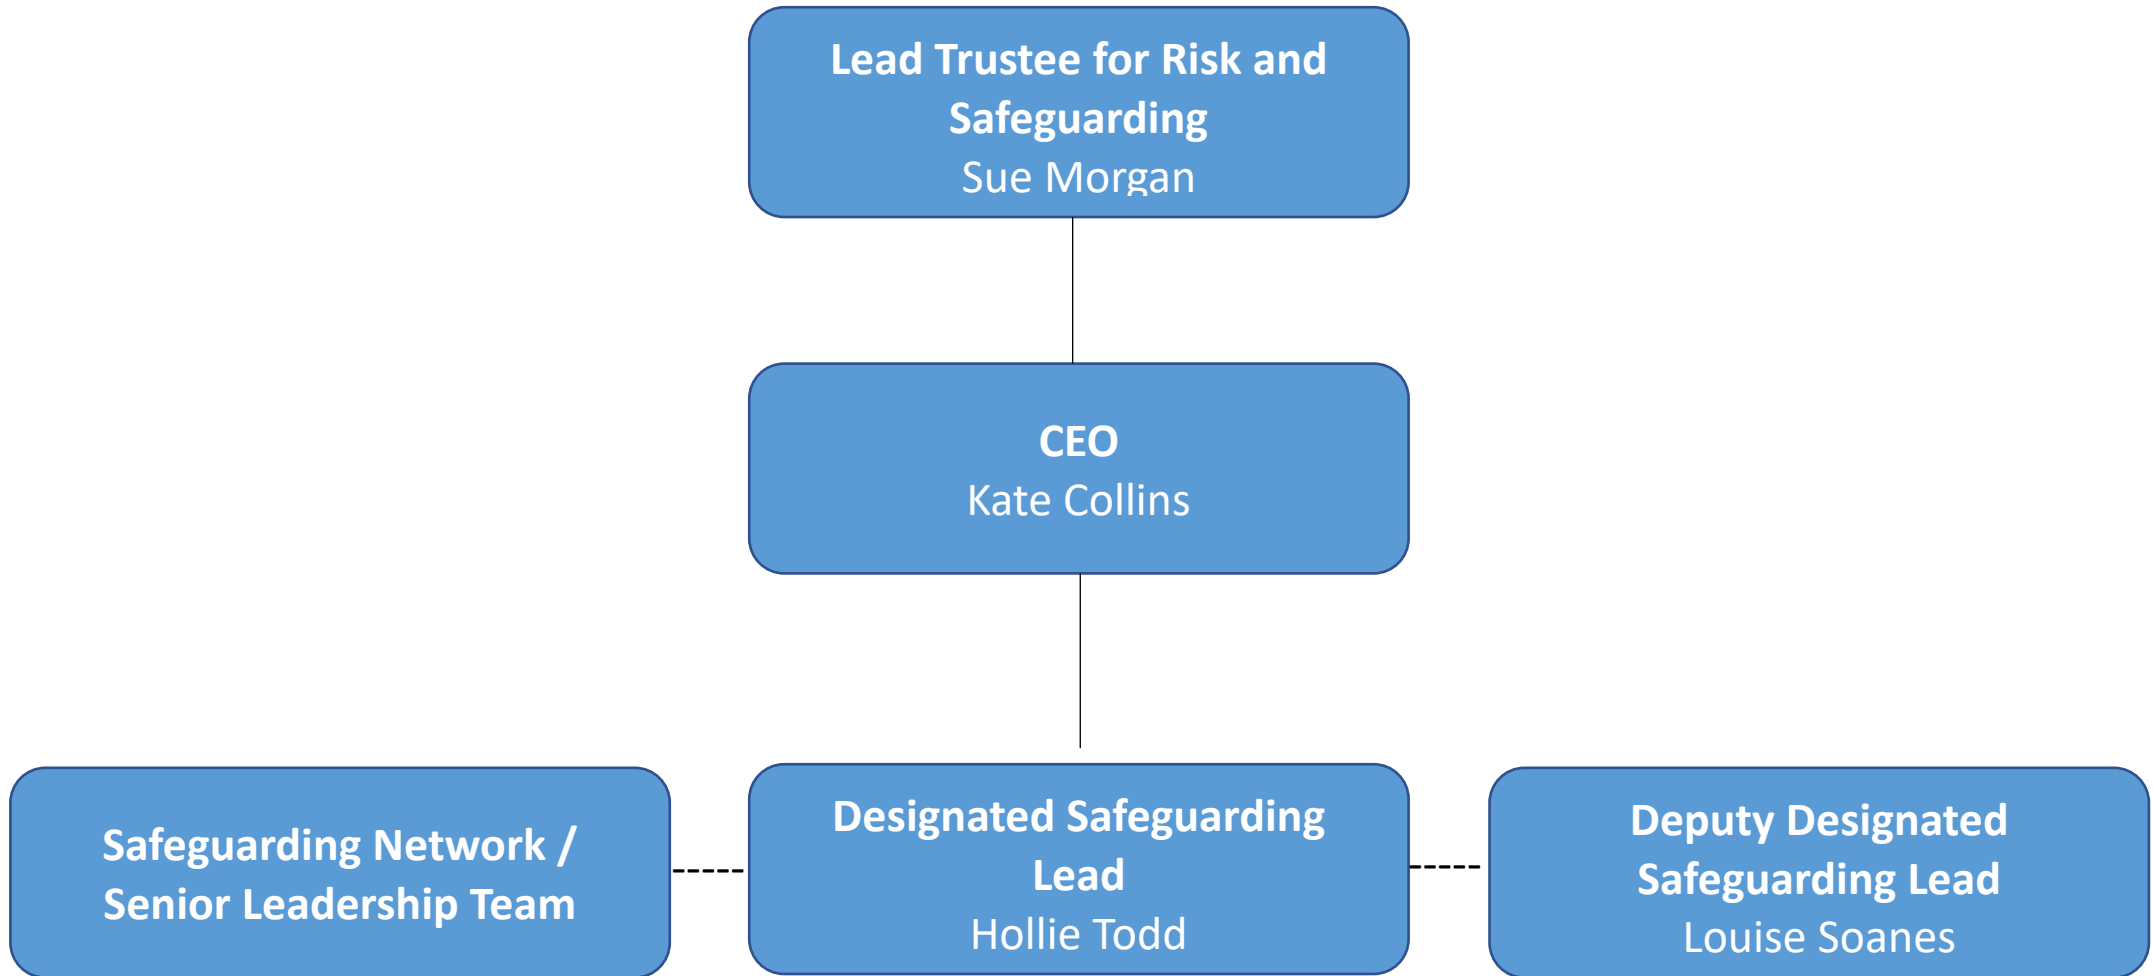 Lead Trustee for Risk and
Safeguarding
Sue Morgan
CEO
Kate Collins
Safeguarding Network /
Senior Leadership Team
Designated Safeguarding
Lead
Hollie Todd
Deputy Designated
Safeguarding Lead
Louise Soanes